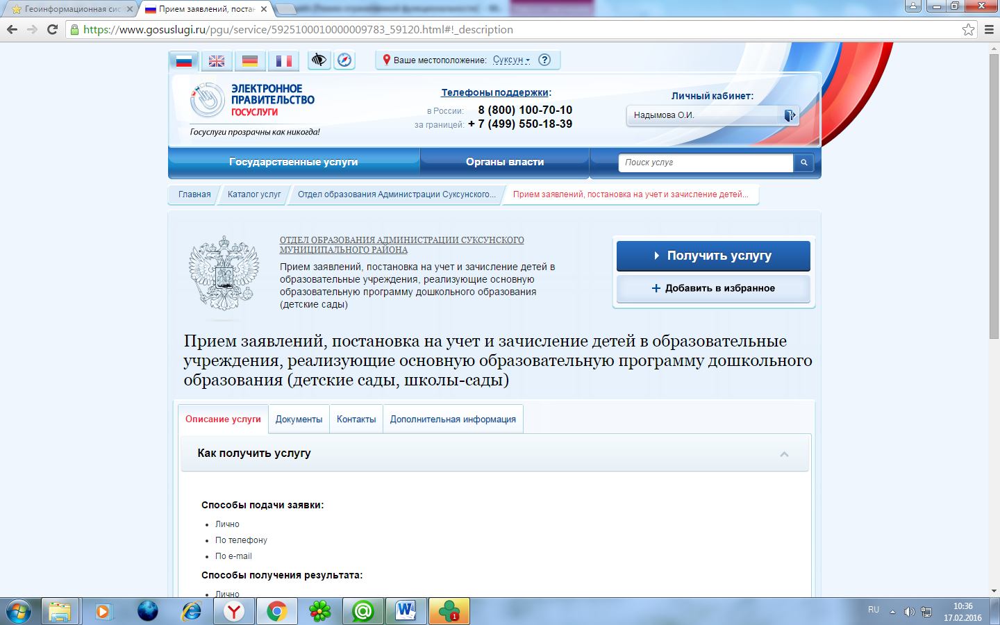 Геоинформационная сис
Прием заявлений, поста
https://www.gosuslugi.ru/pgu/service/5925100010000009783_59120.html#!_description
Ваше местоположение: Суксун
?
ЭЛЕКТРОННОЕ
ПРАВИТЕЛЬСТВО
ГОСУСЛУГИ
Госуслуги прозрачны как никогда!
Телефоны поддержки:
в России: 8 (800) 100-70-10
за границей: + 7 (499) 550-18-39
Личный кабинет:
Надымова О.И.
Государственные услуги
Органы власти
Поиск услуг
Главная
Каталог услуг
Отдел образования Администрации Суксунского...
Прием заявлений, постановка на учет и зачисление детей...
ОТДЕЛ ОБРАЗОВАНИЯ АДМИНИСТРАЦИИ СУКСУНСКОГО
МУНИЦИПАЛЬНОГО РАЙОНА
Прием заявлений, постановка на учет и зачисление детей в
образовательные учреждения, реализующие основную
образовательную программу дошкольного образования
(детские сады)
Получить услугу
Добавить в избранное
Прием заявлений, постановка на учет и зачисление детей в образовательные
учреждения, реализующие основную образовательную программу дошкольного
образования (детские сады, школы-сады)
Описание услуги
Документы
Контакты
Дополнительная информация
Как получить услугу
Способы подачи заявки:
Лично
По телефону
По e-mail
Способы получения результата:
Лично
1
RU
10:36
17.02.2016